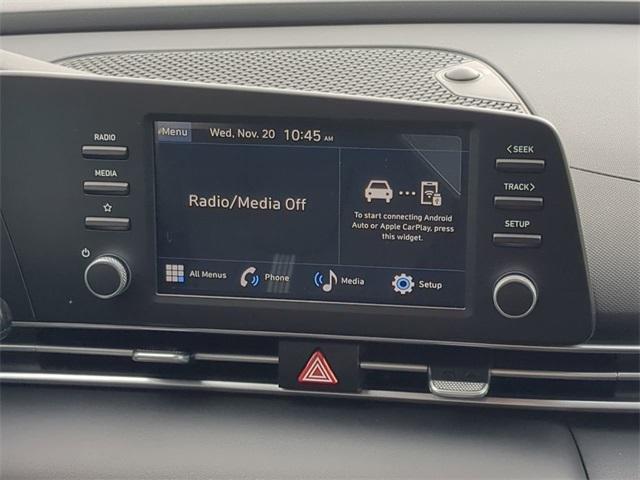 Menu Wed, Nov. 20 10:45 AM
RADIO
MEDIA
Radio/Media Off
To start connecting Android
Auto or Apple CarPlay, press
this widget.
All Menus Phone Media Setup
< SEEK
TRACK >
SETUP